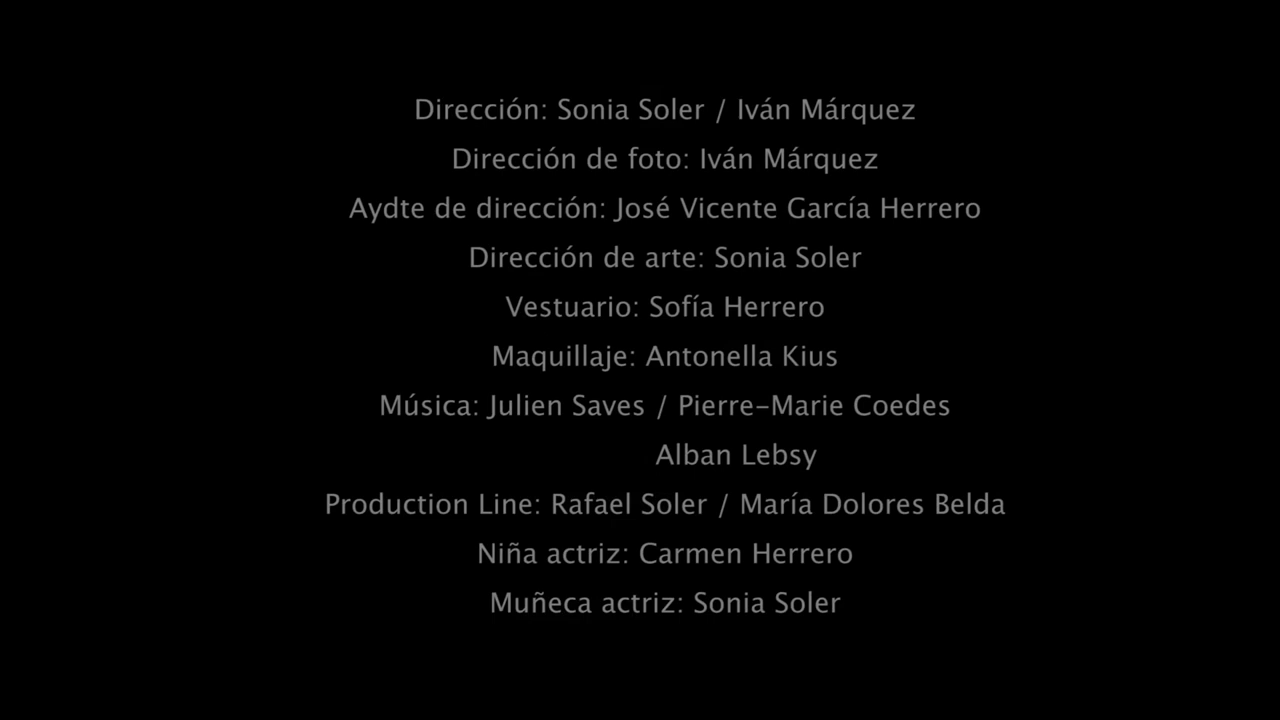 Dirección: Sonia Soler / Iván Márquez
Dirección de foto: Iván Márquez
Aydte de dirección: José Vicente García Herrero
Dirección de arte: Sonia Soler
Vestuario: Sofía Herrero
Maquillaje: Antonella Kius
Música: Julien Saves / Pierre-Marie Coedes
Alban Lebsy
Production Line: Rafael Soler / María Dolores Belda
Niña actriz: Carmen Herrero
Muñeca actriz: Sonia Soler